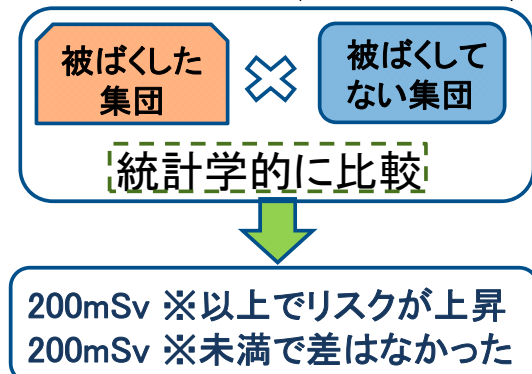 被ばくした
集団
被ばくして
ない集団
統計学的に比較
200mSv ※以上でリスクが上昇
200mSv ※未満で差はなかった